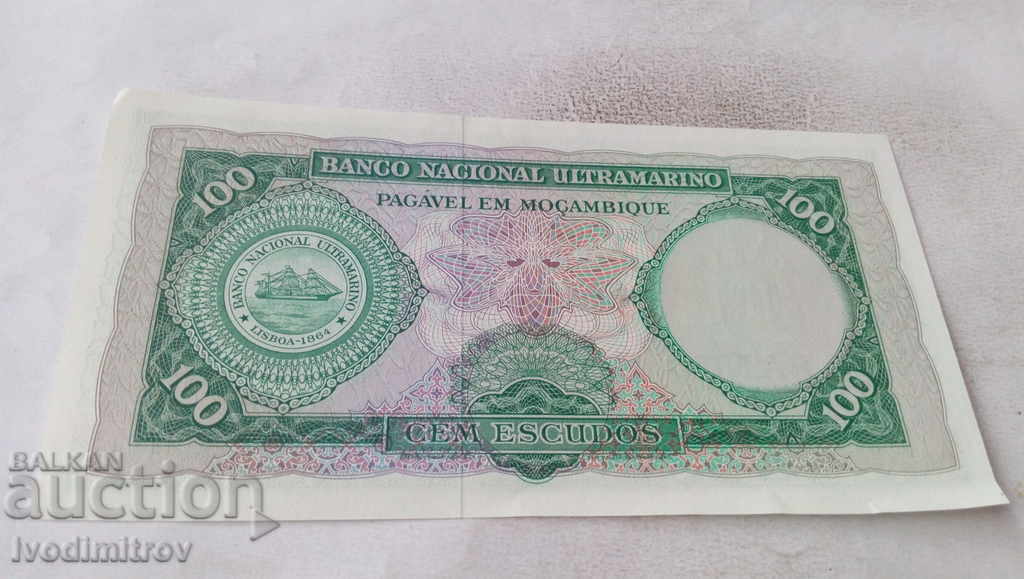 BANCO NACIONAL ULTRAMARINO
PAGÁVEL EM MOÇAMBIQUE
100
100
BANCO NACIONAL ULTRAMARINO
LISBOA-1864
100
100
CEM ESCUDOS
BALKAN
auction
Ivodimitrov